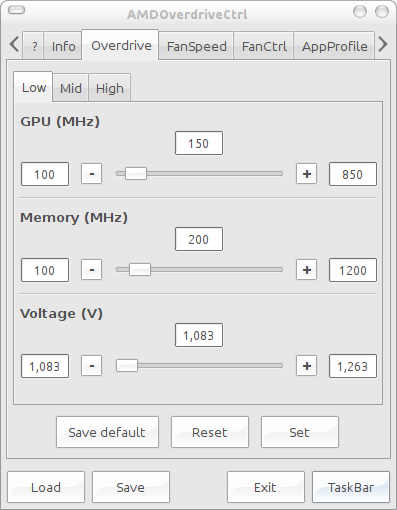 AMDOverdriveCtrl
? Info Overdrive FanSpeed FanCtrl AppProfile
Low Mid High
GPU (MHz)
150
100 - + 850
Memory (MHz)
200
100 - + 1200
Voltage (V)
1,083
1,083 - + 1,263
Save default Reset Set
Load Save Exit TaskBar